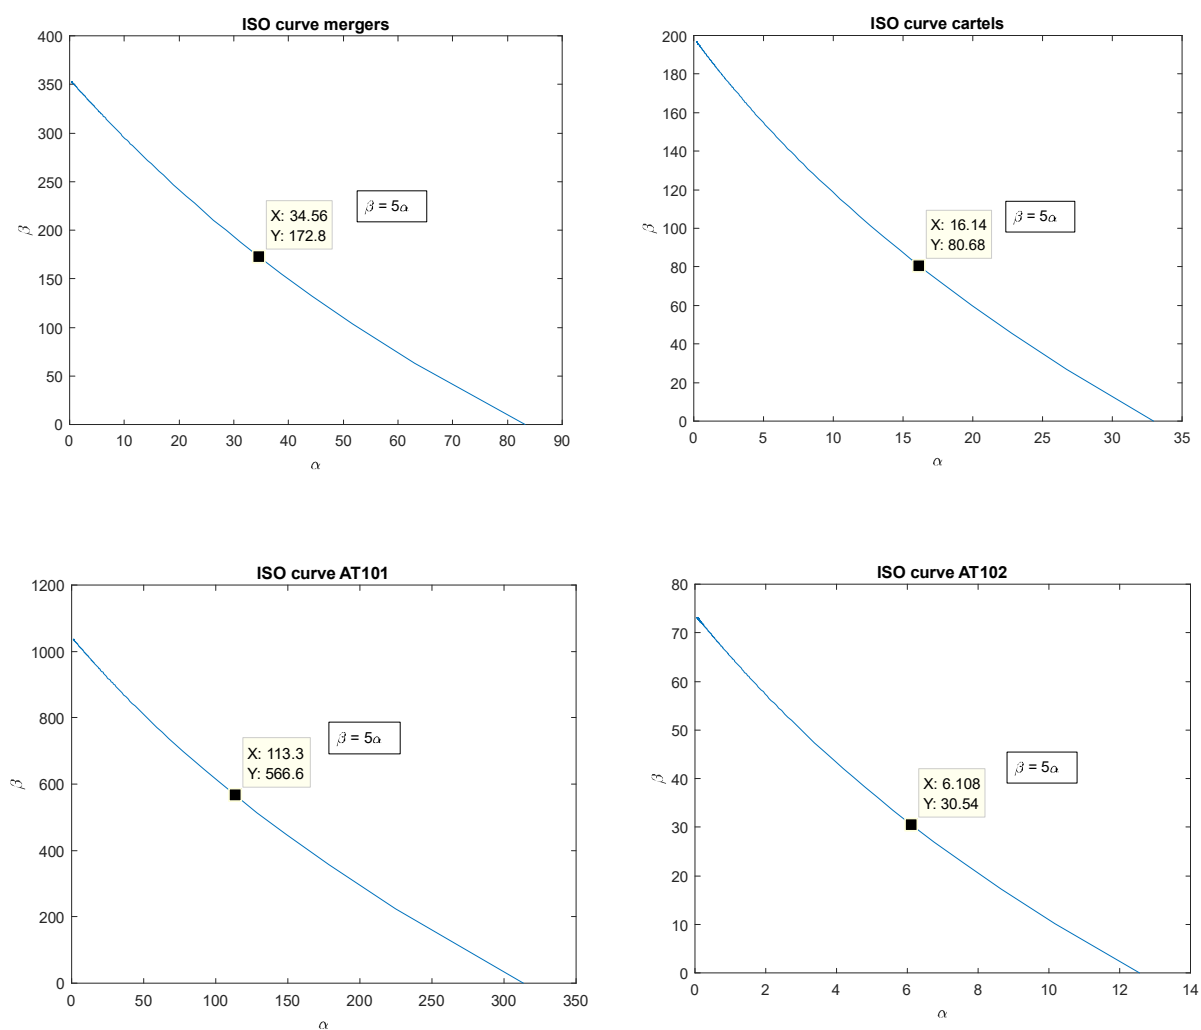 ISO curve mergers
400
350
300
250
200
150
100
50
0
β
X: 34.56
Y: 172.8
β = 5α
0 10 20 30 40 50 60 70 80 90
α
ISO curve cartels
200
180
160
140
120
100
80
60
40
20
0
β
X: 16.14
Y: 80.68
β = 5α
0 5 10 15 20 25 30 35
α
ISO curve AT101
1200
1000
800
600
400
200
0
β
X: 113.3
Y: 566.6
β = 5α
0 50 100 150 200 250 300 350
α
ISO curve AT102
80
70
60
50
40
30
20
10
0
β
X: 6.108
Y: 30.54
β = 5α
0 2 4 6 8 10 12 14
α